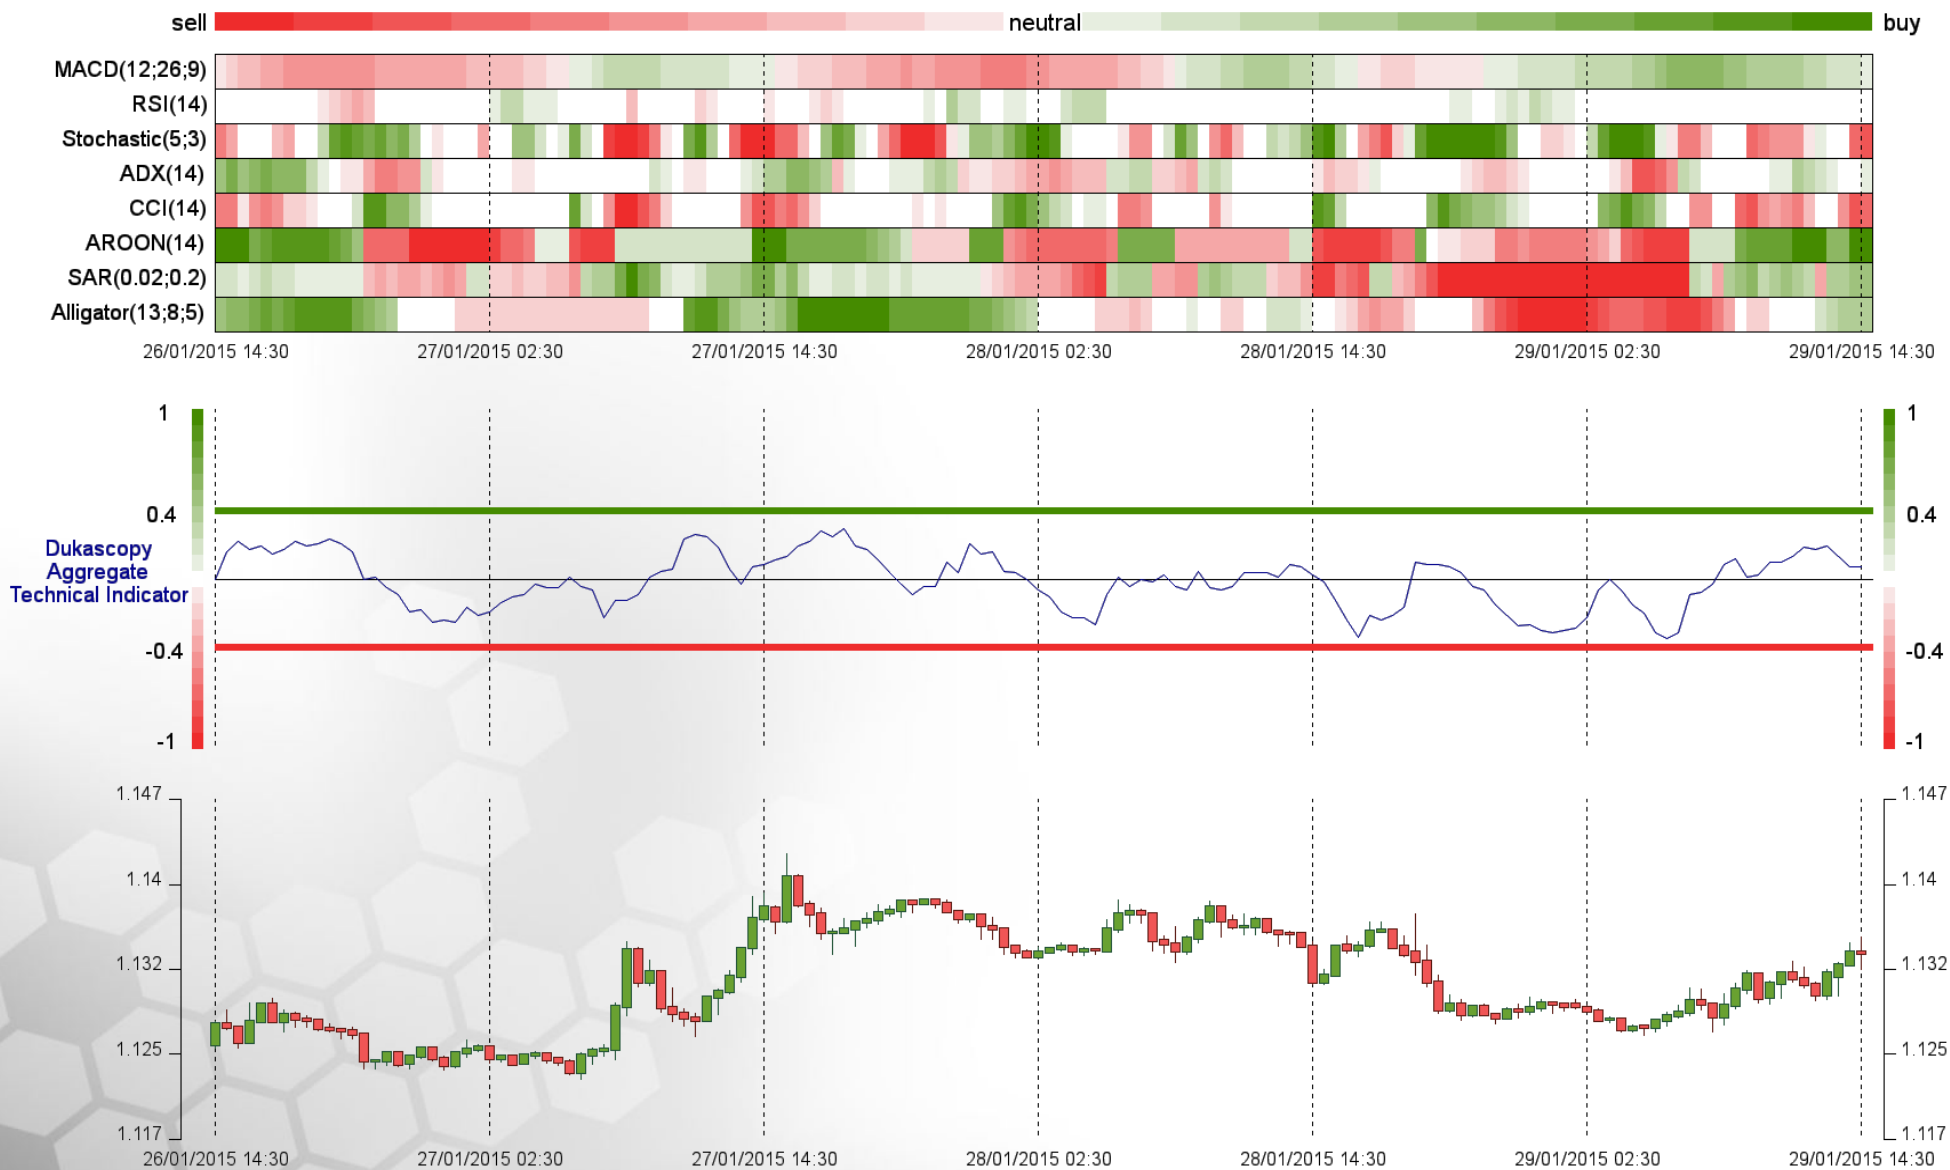 sell neutral buy
MACD(12;26;9)
RSI(14)
Stochastic(5;3)
ADX(14)
CCI(14)
AROON(14)
SAR(0.02;0.2)
Alligator(13;8;5)
26/01/2015 14:30 27/01/2015 02:30 27/01/2015 14:30 28/01/2015 02:30 28/01/2015 14:30 29/01/2015 02:30 29/01/2015 14:30
1 1
0.4 0.4
Dukascopy
Aggregate
Technical Indicator
-0.4 -0.4
-1 -1
1.147 1.147
1.14 1.14
1.132 1.132
1.125 1.125
1.117 1.117
26/01/2015 14:30 27/01/2015 02:30 27/01/2015 14:30 28/01/2015 02:30 28/01/2015 14:30 29/01/2015 02:30 29/01/2015 14:30